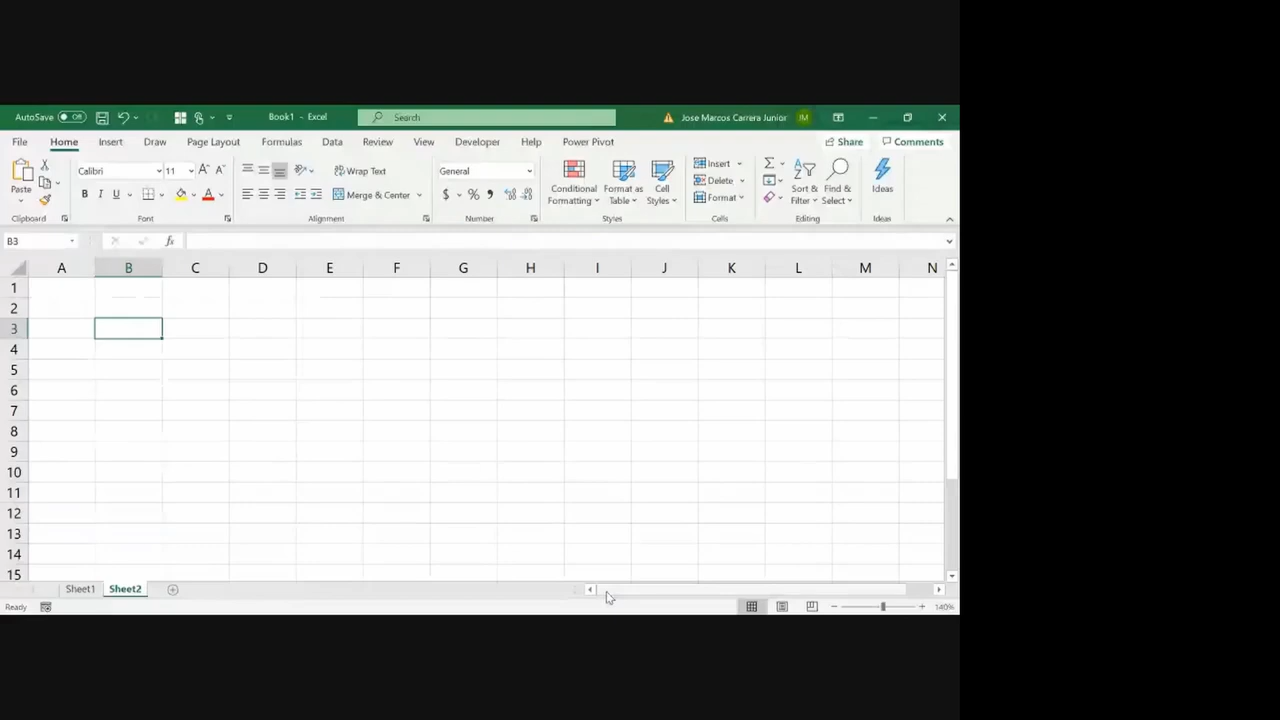 AutoSave Off Book1 - Excel Search Jose Marcos Carrera Junior JM
File Home Insert Draw Page Layout Formulas Data Review View Developer Help Power Pivot Share Comments
Paste Calibri 11 A A Wrap Text General Conditional Formatting Format as Table Cell Styles Insert Sort & Filter Find & Select Ideas
Delete
B I U A Merge & Center $ % 9 Format
Clipboard Font Alignment Number Styles Cells Editing Ideas
B3 fx
A B C D E F G H I J K L M N
1
2
3
4
5
6
7
8
9
10
11
12
13
14
15
Sheet1 Sheet2
Ready 140%